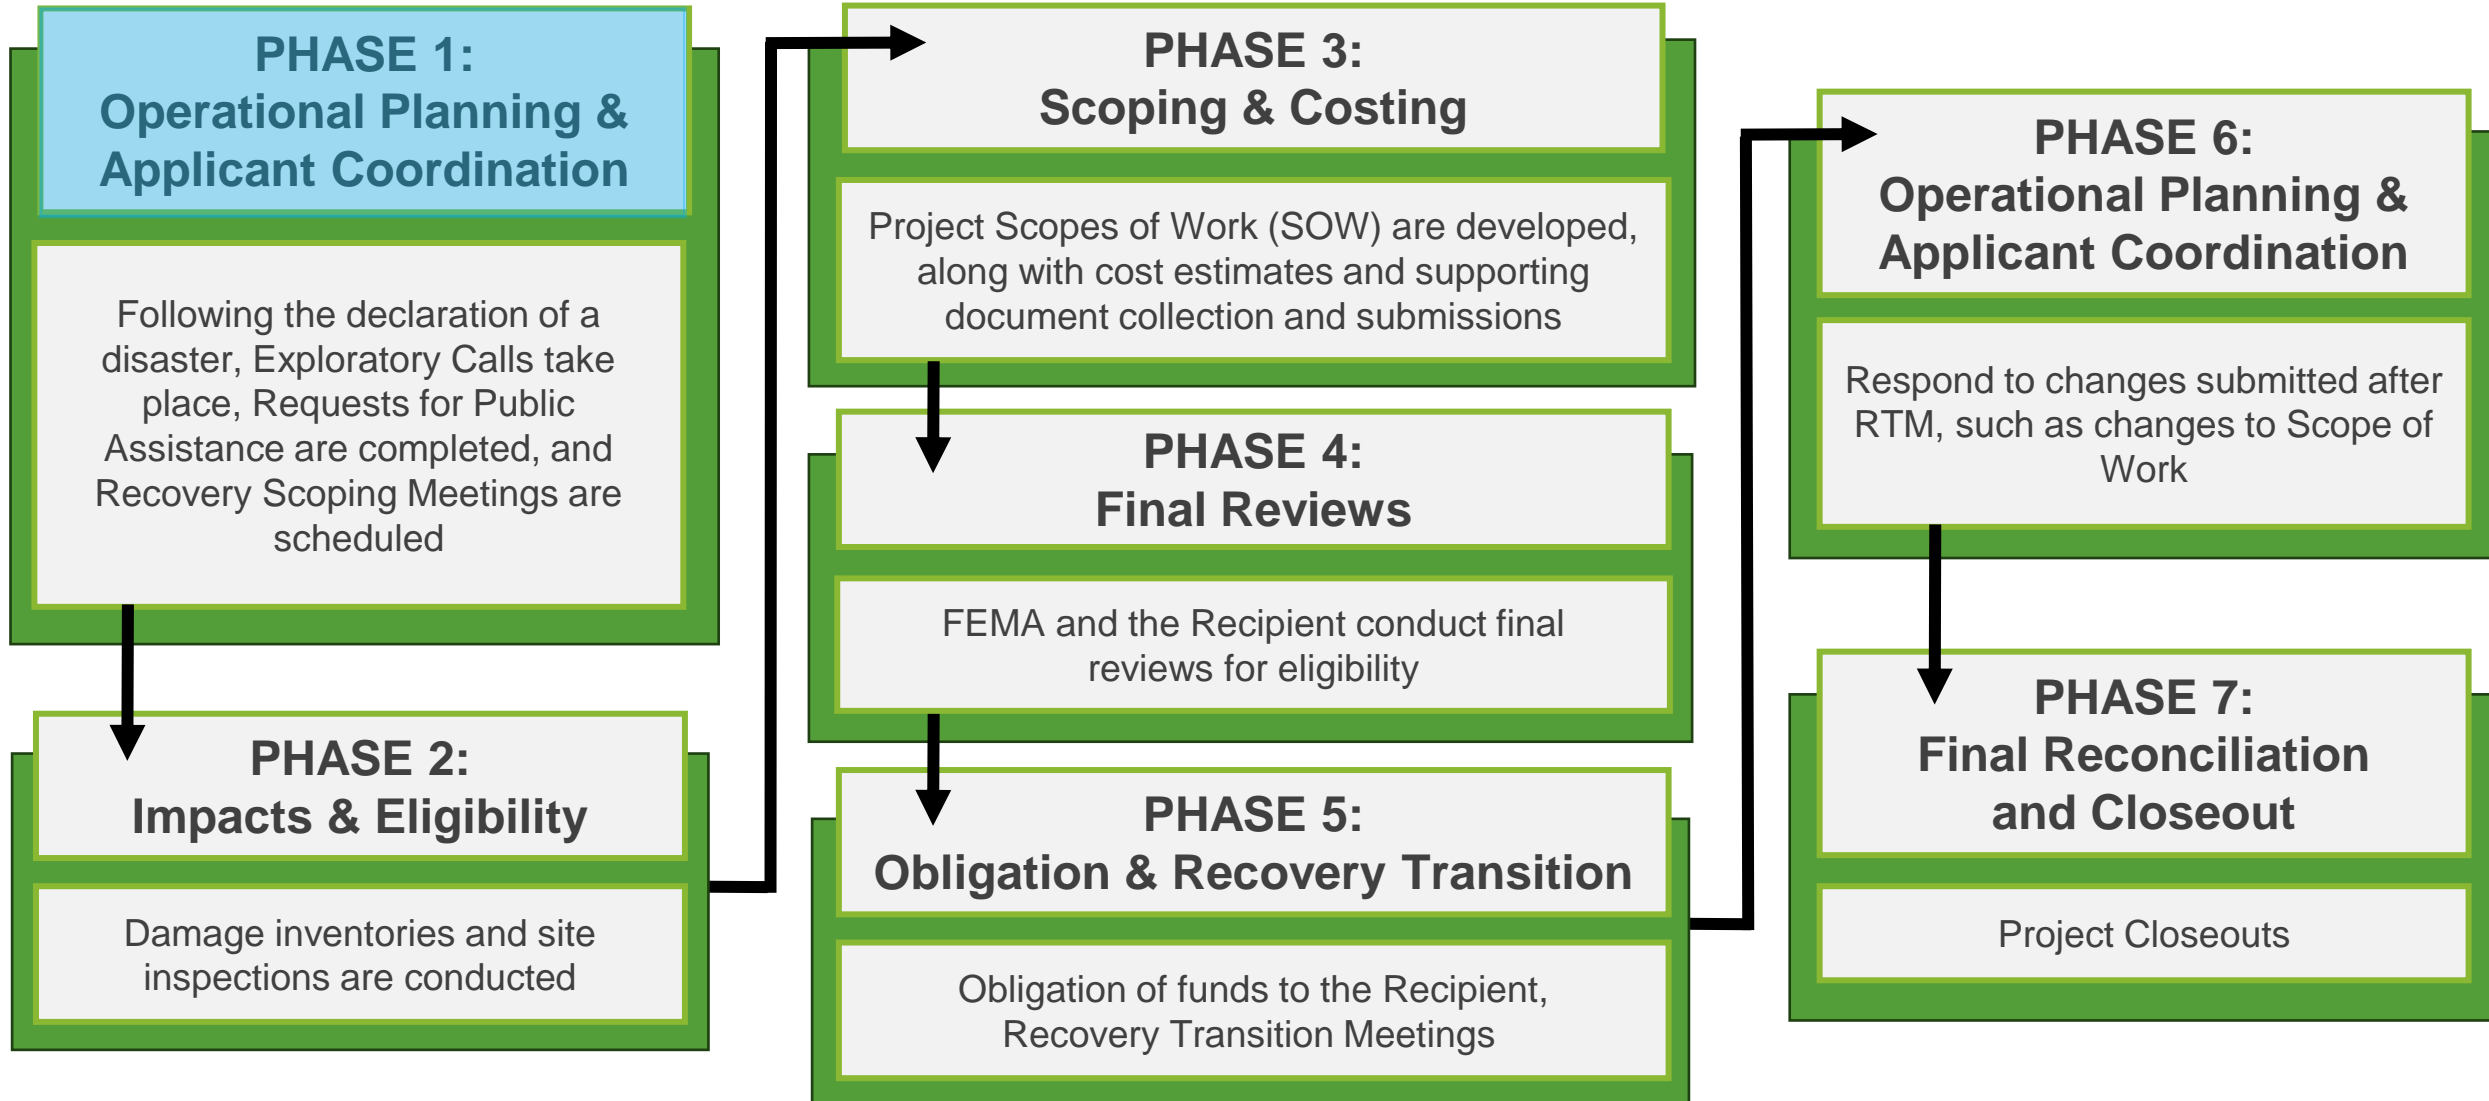 PHASE 1:
Operational Planning &
Applicant Coordination
Following the declaration of a
disaster, Exploratory Calls take
place, Requests for Public
Assistance are completed, and
Recovery Scoping Meetings are
scheduled
PHASE 2:
Impacts & Eligibility
Damage inventories and site
inspections are conducted
PHASE 3:
Scoping & Costing
Project Scopes of Work (SOW) are developed,
along with cost estimates and supporting
document collection and submissions
PHASE 4:
Final Reviews
FEMA and the Recipient conduct final
reviews for eligibility
PHASE 5:
Obligation & Recovery Transition
Obligation of funds to the Recipient,
Recovery Transition Meetings
PHASE 6:
Operational Planning &
Applicant Coordination
Respond to changes submitted after
RTM, such as changes to Scope of
Work
PHASE 7:
Final Reconciliation
and Closeout
Project Closeouts